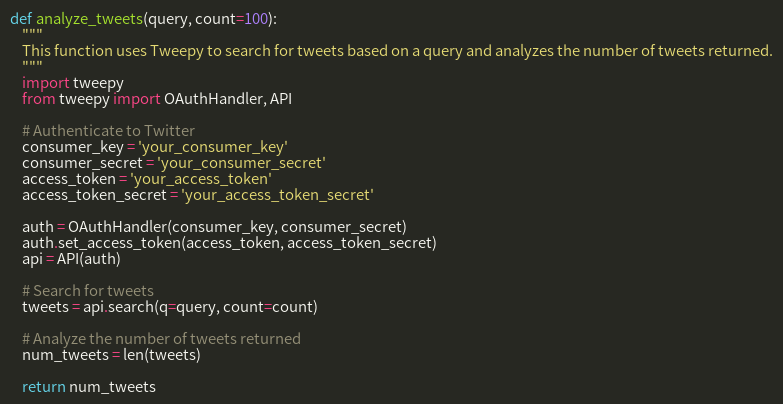 def analyze_tweets(query, count=100):
    """
    This function uses Tweepy to search for tweets based on a query and analyzes the number of tweets returned.
    """
    import tweepy
    from tweepy import OAuthHandler, API

    # Authenticate to Twitter
    consumer_key = 'your_consumer_key'
    consumer_secret = 'your_consumer_secret'
    access_token = 'your_access_token'
    access_token_secret = 'your_access_token_secret'

    auth = OAuthHandler(consumer_key, consumer_secret)
    auth.set_access_token(access_token, access_token_secret)
    api = API(auth)

    # Search for tweets
    tweets = api.search(q=query, count=count)

    # Analyze the number of tweets returned
    num_tweets = len(tweets)

    return num_tweets